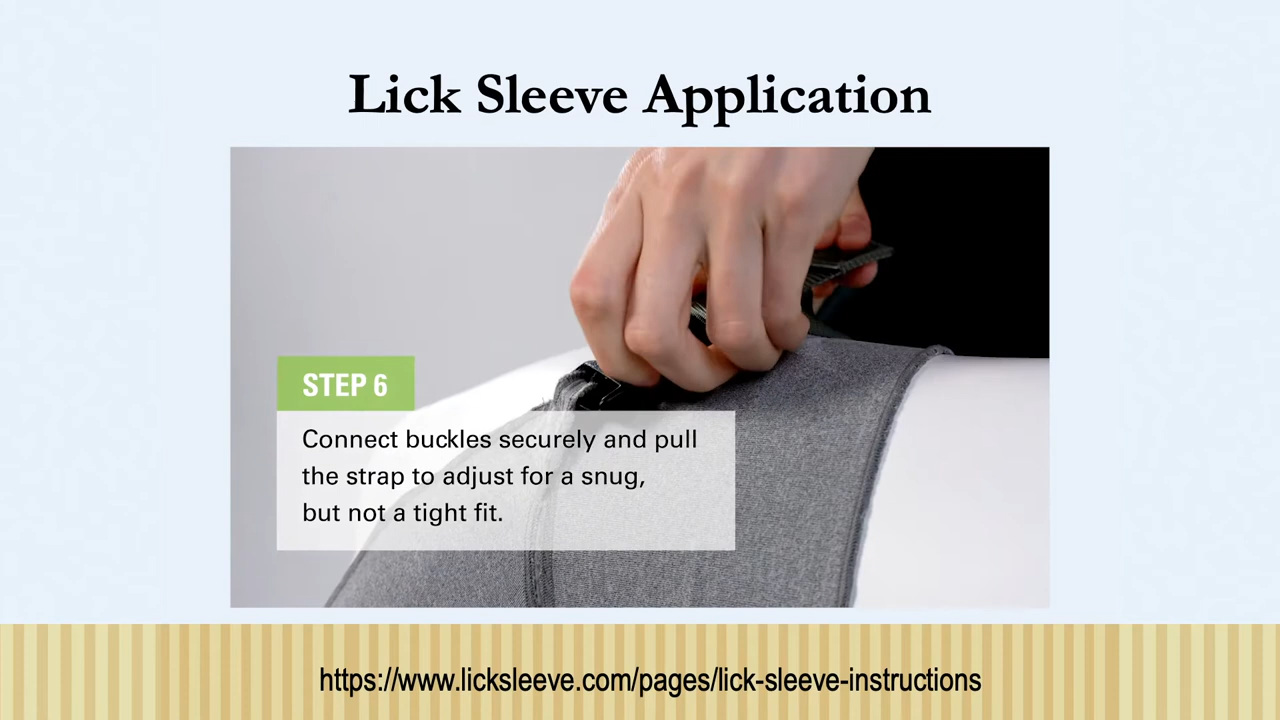 Lick Sleeve Application
STEP 6
Connect buckles securely and pull
the strap to adjust for a snug,
but not a tight fit.
https://www.licksleeve.com/pages/lick-sleeve-instructions